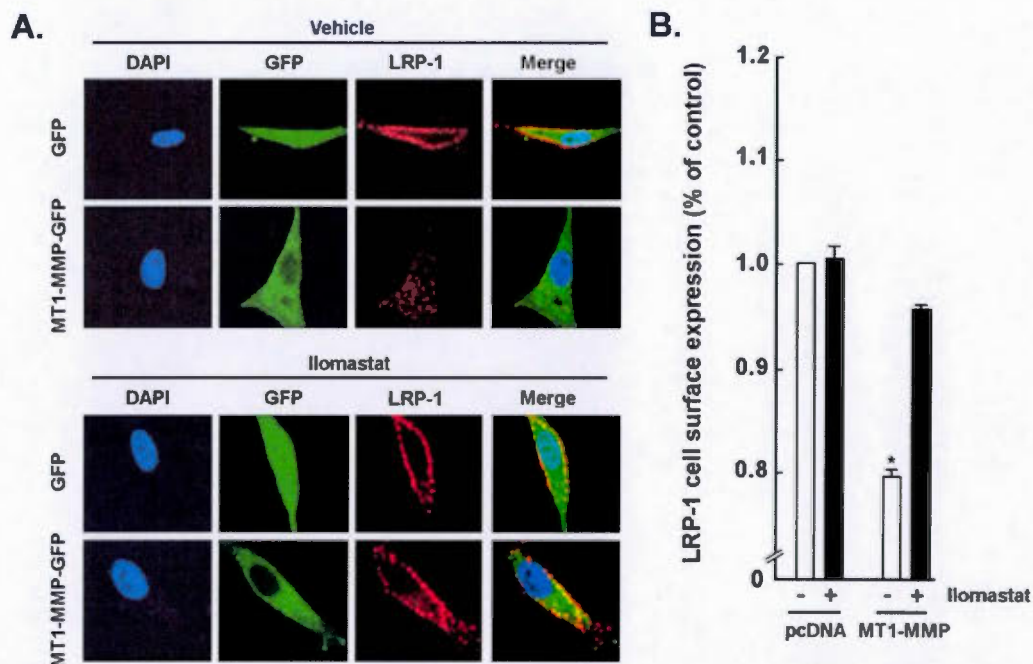 A.
Vehicle
DAPI GFP LRP-1 Merge
GFP
MT1-MMP-GFP
Ilomastat
DAPI GFP LRP-1 Merge
GFP
MT1-MMP-GFP
B.
LRP-1 cell surface expression (% of control)
1.2
1.1
1.0
0.9
0.8
0
*
- + - + Ilomastat
pcDNA MT1-MMP